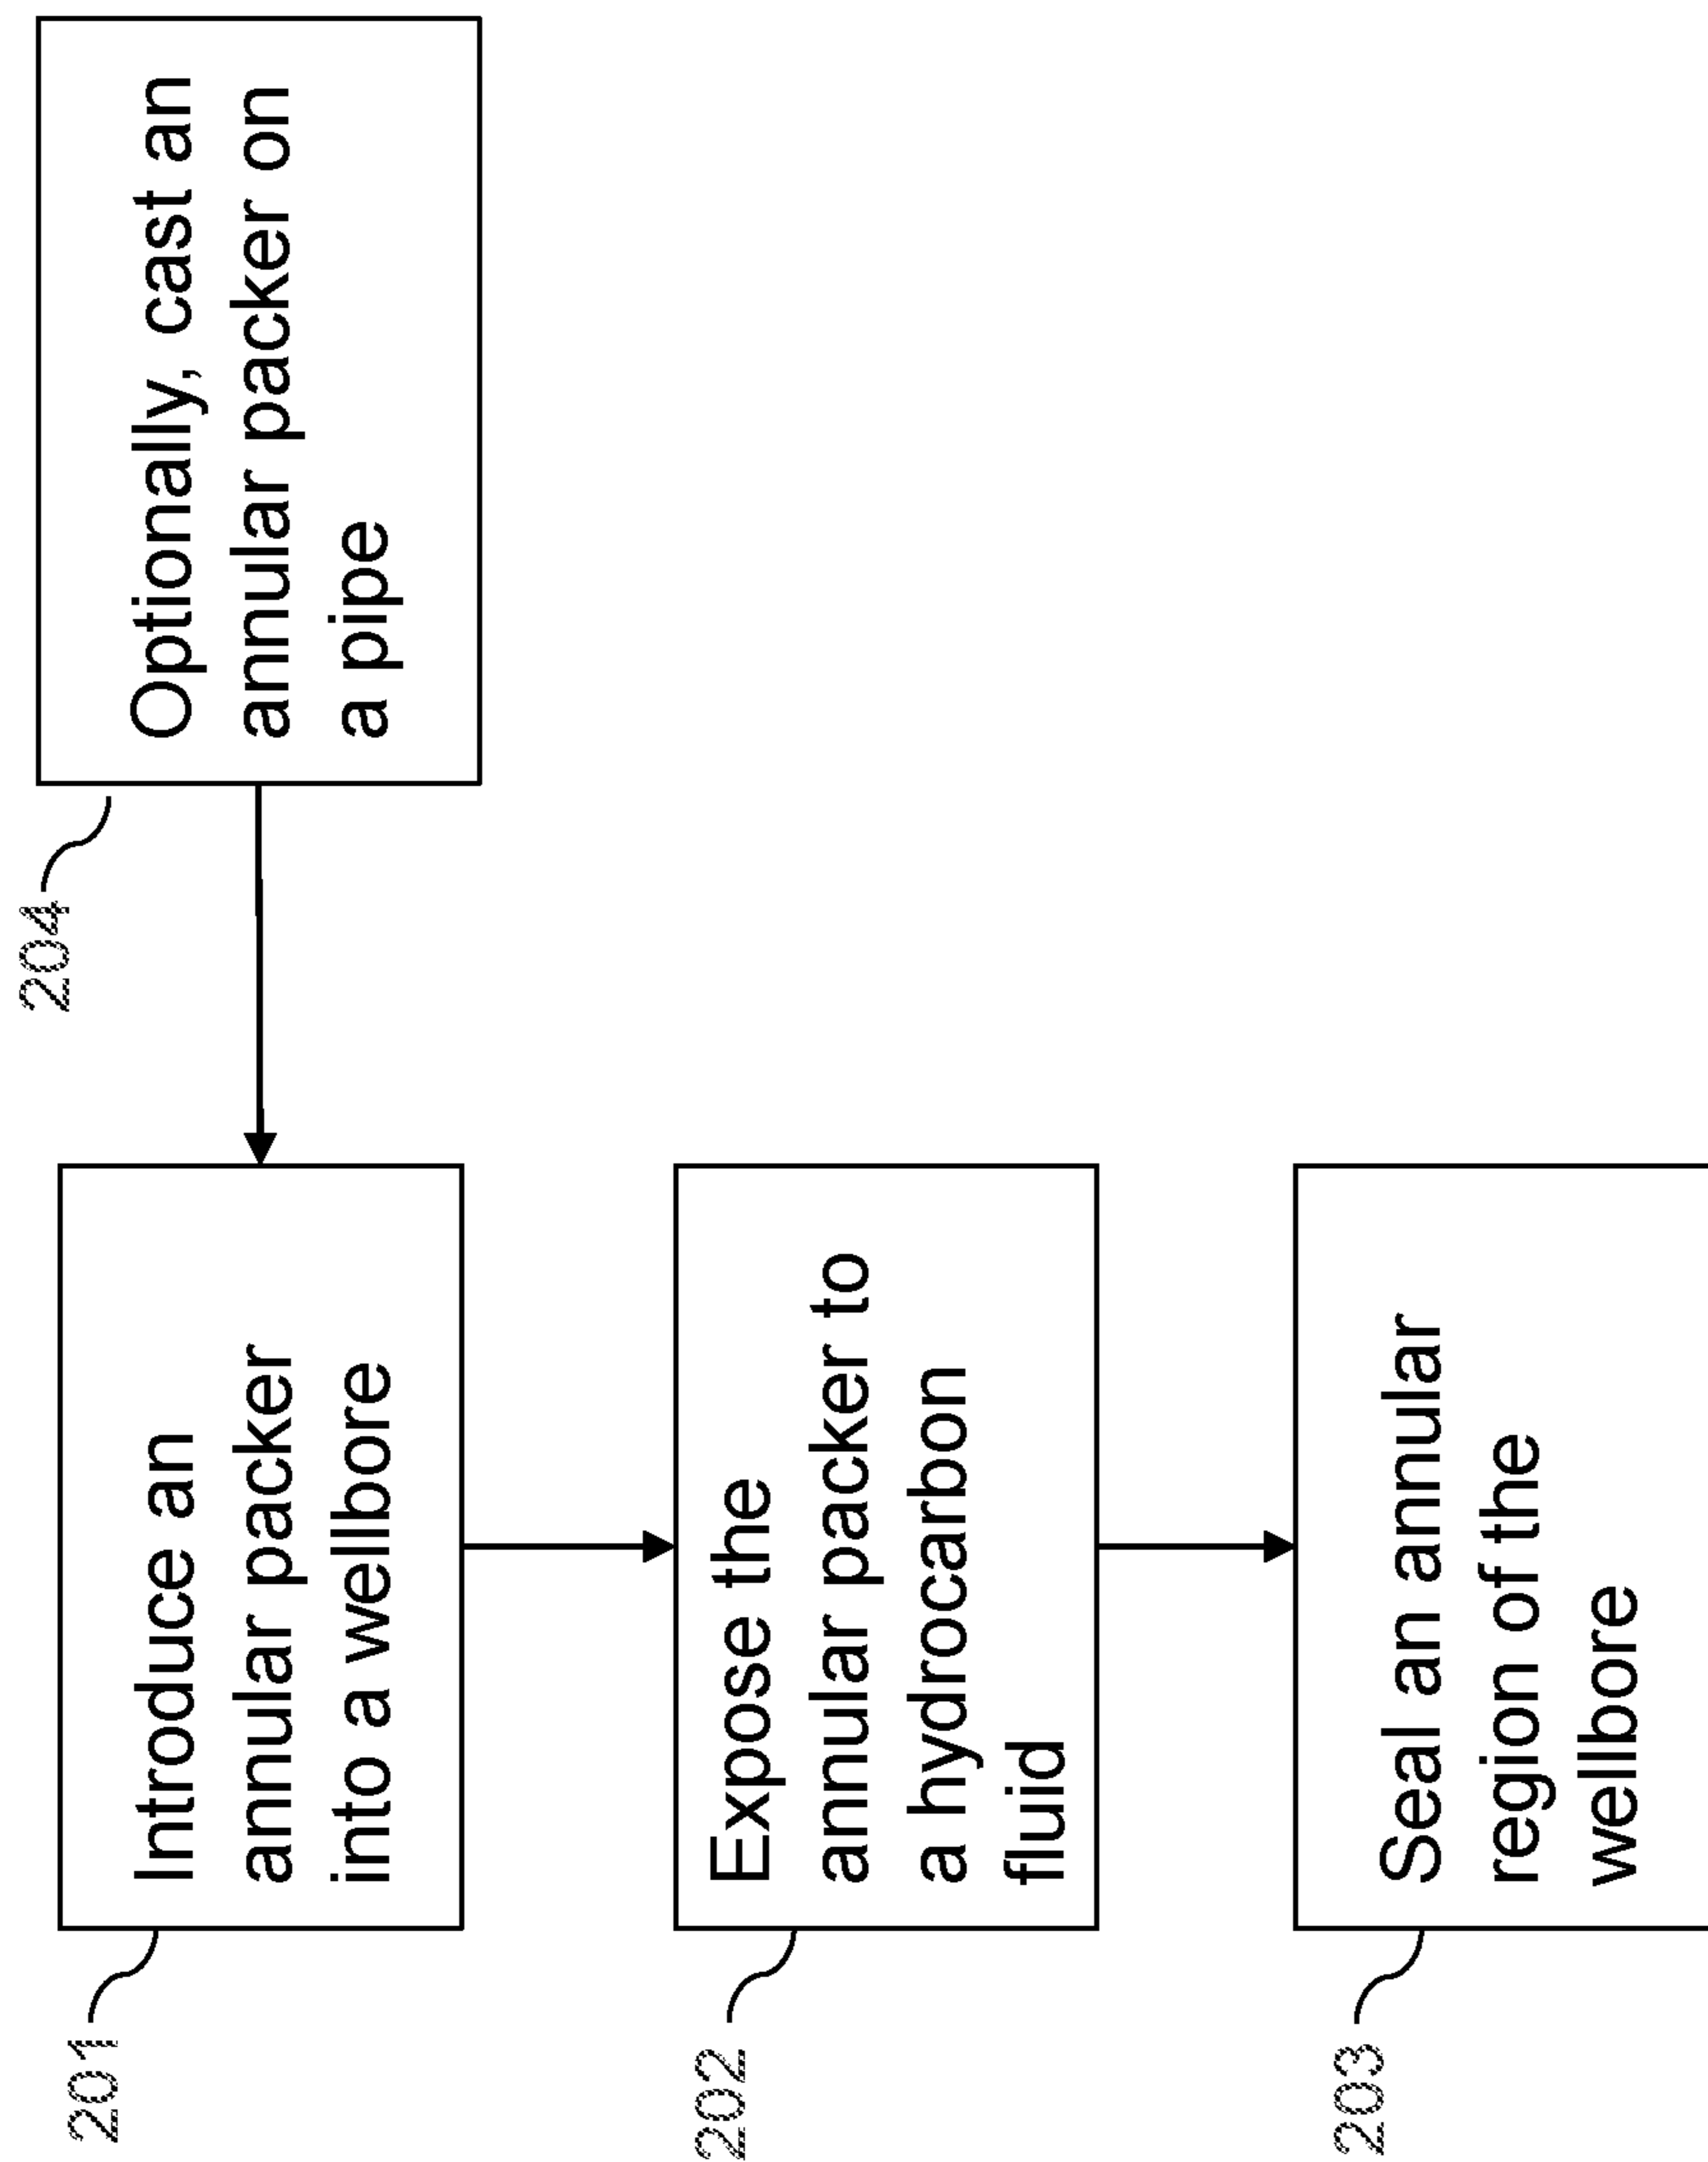 201
Introduce an
annular packer
into a wellbore
204
Optionally, cast an
annular packer on
a pipe
202
Expose the
annular packer to
a hydrocarbon
fluid
203
Seal an annular
region of the
wellbore